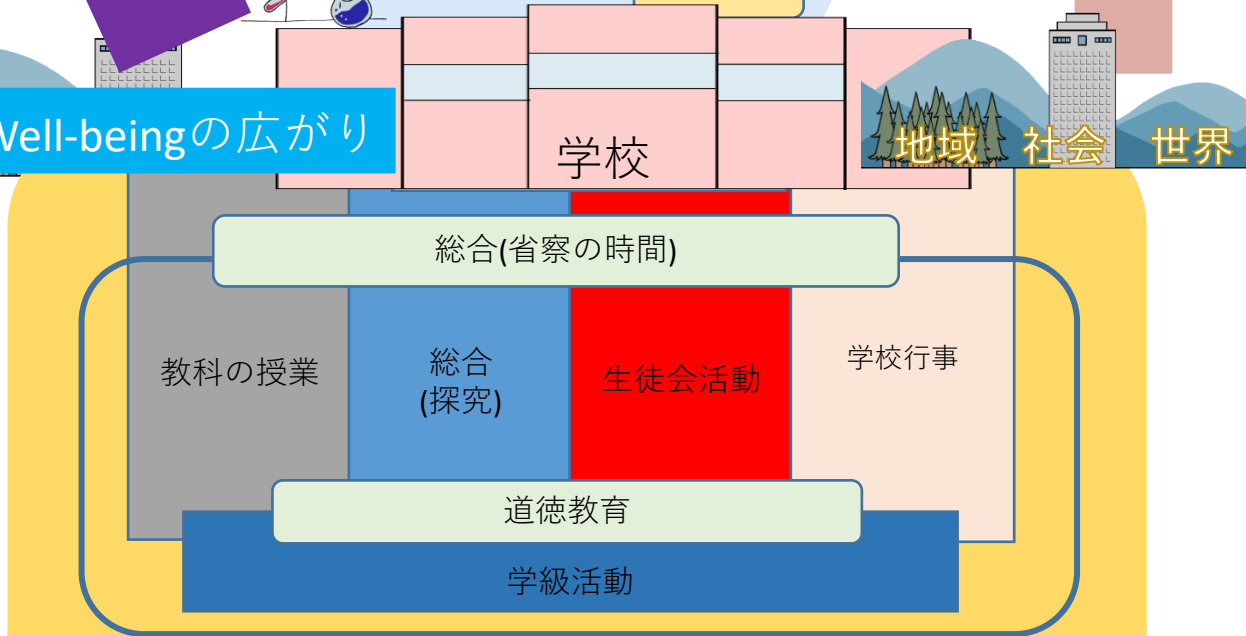 Well-beingの広がり
学校
地域 社会 世界
総合(省察の時間)
教科の授業
総合
(探究)
生徒会活動
学校行事
道徳教育
学級活動